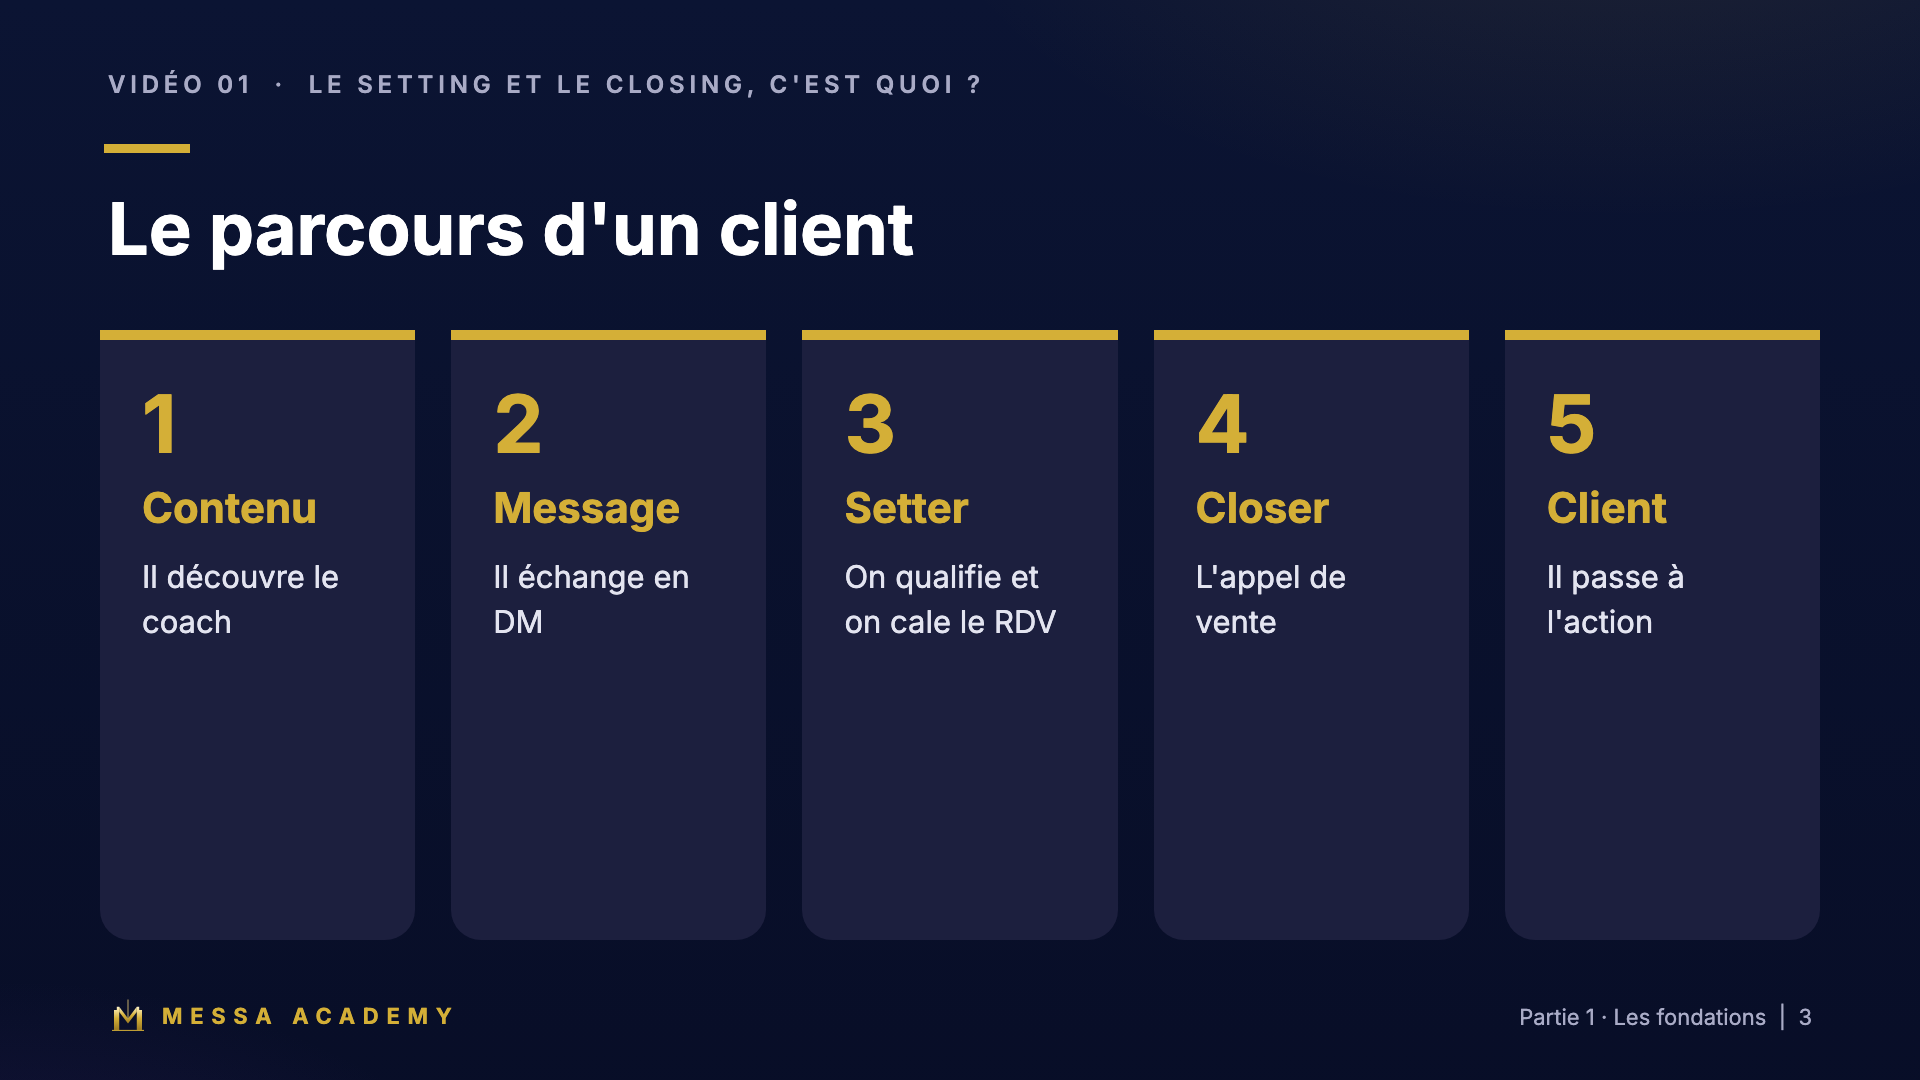 VIDÉO 01 · LE SETTING ET LE CLOSING, C'EST QUOI ?
Le parcours d'un client
1
Contenu
Il découvre le
coach
2
Message
Il échange en
DM
3
Setter
On qualifie et
on cale le RDV
4
Closer
L'appel de
vente
5
Client
Il passe à
l'action
MESSA ACADEMY
Partie 1 · Les fondations | 3